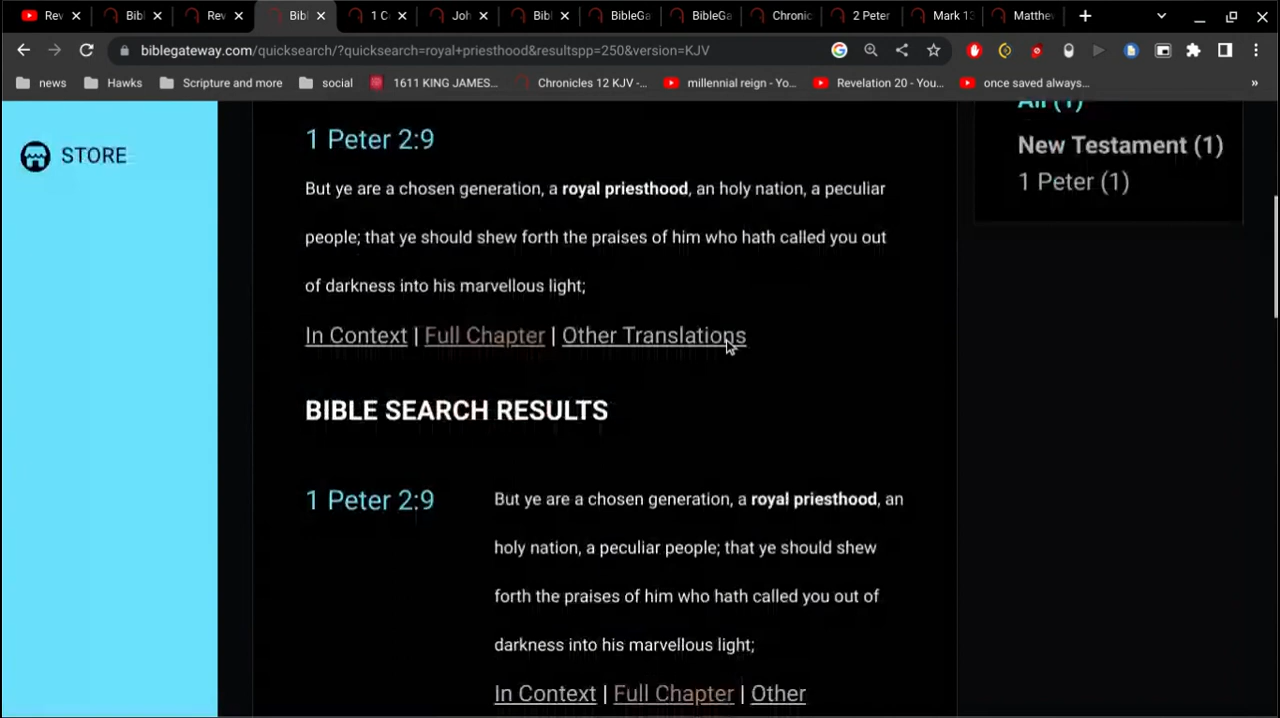 Rev
Bibl
Rev
Bibl
1 C
Joh
Bibl
BibleGa
BibleGa
Chronic
2 Peter
Mark 13
Matthe
biblegateway.com/quicksearch/?quicksearch=royal+priesthood&resultspp=250&version=KJV
news
Hawks
Scripture and more
social
1611 KING JAMES...
Chronicles 12 KJV -...
millennial reign - Yo...
Revelation 20 - You...
once saved always...
»
STORE
All (1)
New Testament (1)
1 Peter (1)
1 Peter 2:9
But ye are a chosen generation, a royal priesthood, an holy nation, a peculiar
people; that ye should shew forth the praises of him who hath called you out
of darkness into his marvellous light;
In Context | Full Chapter | Other Translations
BIBLE SEARCH RESULTS
1 Peter 2:9
But ye are a chosen generation, a royal priesthood, an
holy nation, a peculiar people; that ye should shew
forth the praises of him who hath called you out of
darkness into his marvellous light;
In Context | Full Chapter | Other